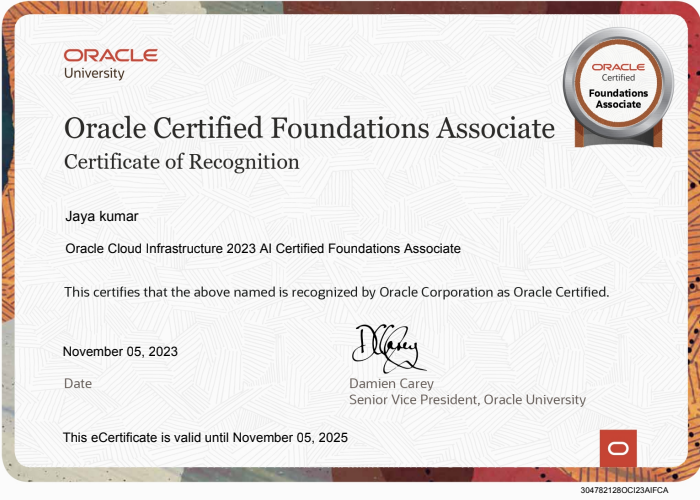 ORACLE
University
ORACLE
Certified
Foundations
Associate
Oracle Certified Foundations Associate
Certificate of Recognition
Jaya kumar
Oracle Cloud Infrastructure 2023 AI Certified Foundations Associate
This certifies that the above named is recognized by Oracle Corporation as Oracle Certified.
November 05, 2023
Date
DCarey
Damien Carey
Senior Vice President, Oracle University
This eCertificate is valid until November 05, 2025
304782128OCI23AIFCA